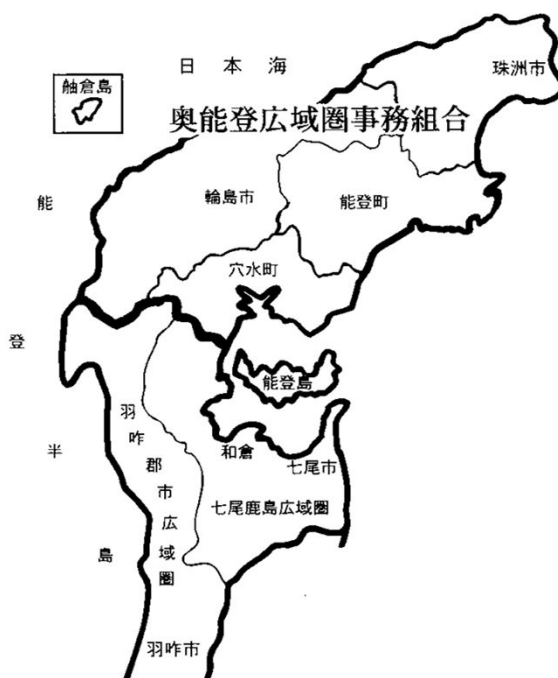 日本海
舳倉島
珠洲市
奥能登広域圏事務組合
輪島市
能登町
穴水町
能登半島
能登島
羽咋郡市広域圏
和倉
七尾市
七尾鹿島広域圏
羽咋市